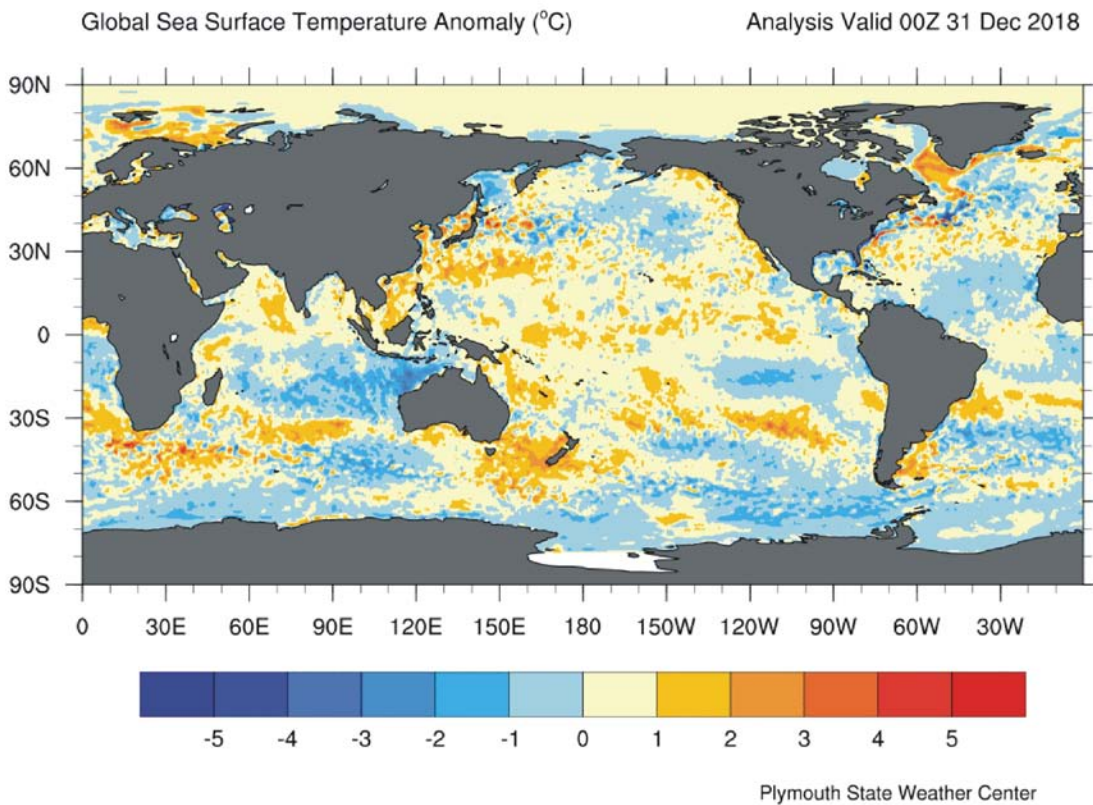 Global Sea Surface Temperature Anomaly (°C) Analysis Valid 00Z 31 Dec 2018
90N
60N
30N
0
30S
60S
90S
0 30E 60E 90E 120E 150E 180 150W 120W 90W 60W 30W
-5 -4 -3 -2 -1 0 1 2 3 4 5
Plymouth State Weather Center